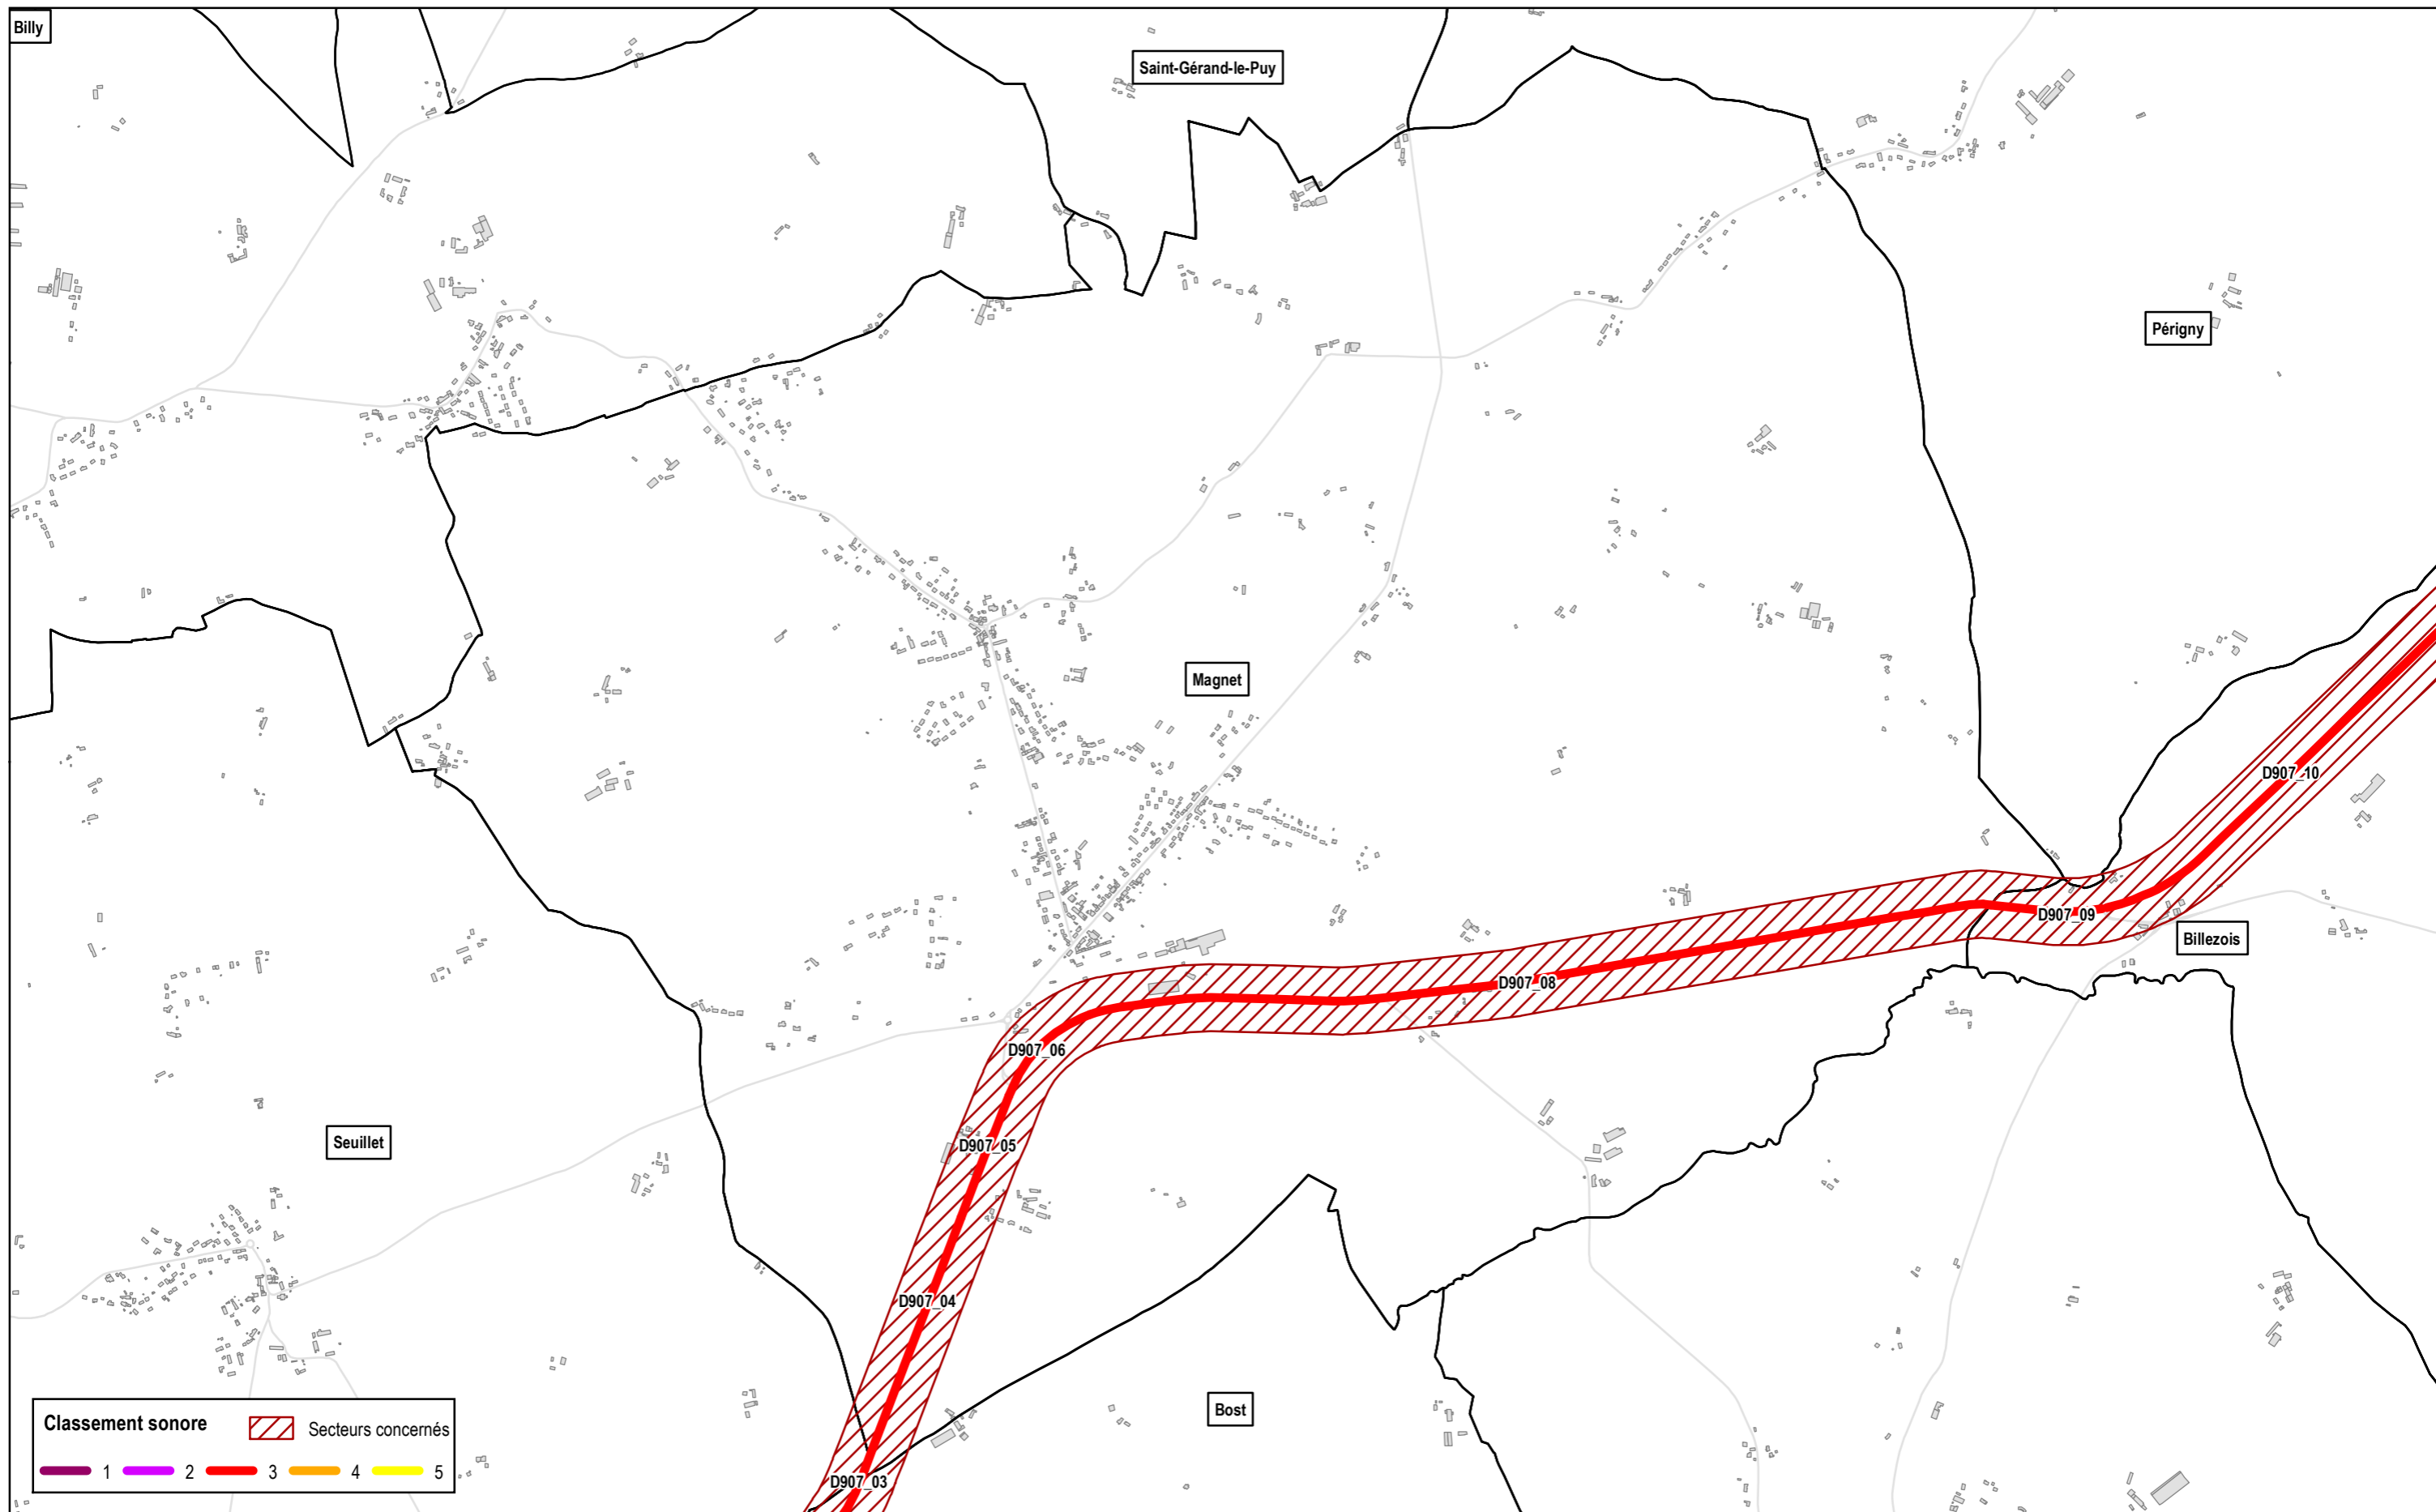 Billy
Saint-Gérand-le-Puy
Périgny
Magnet
D907_10
D907_09
Billezois
D907_08
D907_06
Seuillet
D907_05
D907_04
Bost
Classement sonore
Secteurs concernés
1 2 3 4 5
D907_03